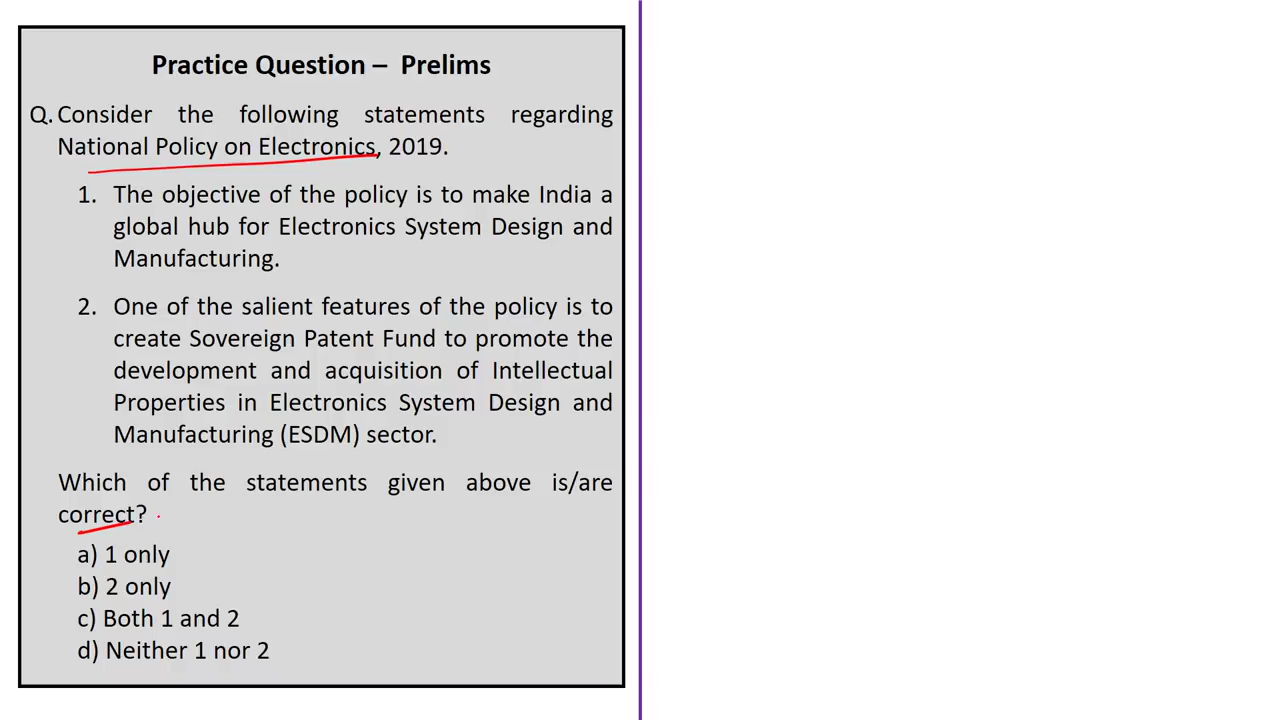 Practice Question – Prelims
Q. Consider the following statements regarding
National Policy on Electronics, 2019.
1. The objective of the policy is to make India a
global hub for Electronics System Design and
Manufacturing.
2. One of the salient features of the policy is to
create Sovereign Patent Fund to promote the
development and acquisition of Intellectual
Properties in Electronics System Design and
Manufacturing (ESDM) sector.
Which of the statements given above is/are
correct?
a) 1 only
b) 2 only
c) Both 1 and 2
d) Neither 1 nor 2